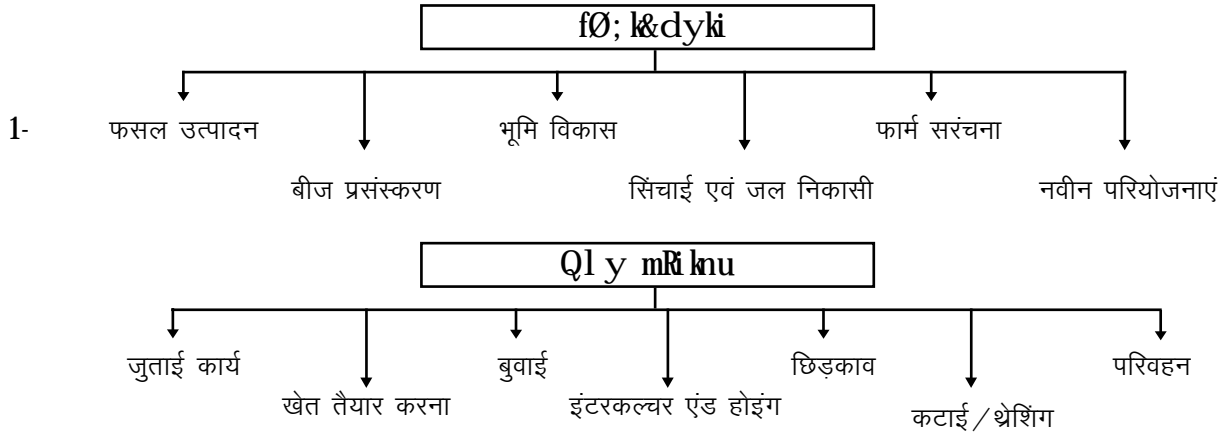 fØ;k&dyki
1-
फसल उत्पादन भूमि विकास फार्म सरंचना
बीज प्रसंस्करण सिंचाई एवं जल निकासी नवीन परियोजनाएं
Qly mRiknu
जुताई कार्य बुवाई छिड़काव परिवहन
खेत तैयार करना इंटरकल्चर एंड होइंग कटाई/थ्रेशिंग